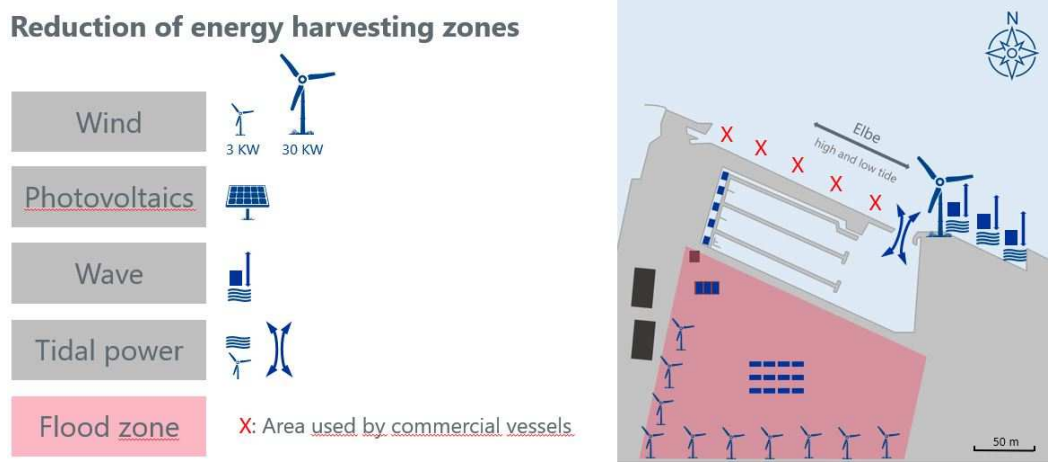 Reduction of energy harvesting zones
Wind
3 KW
30 KW
Photovoltaics
Wave
Tidal power
Flood zone
X: Area used by commercial vessels
N
Elbe
high and low tide
X
X
X
X
X
50 m